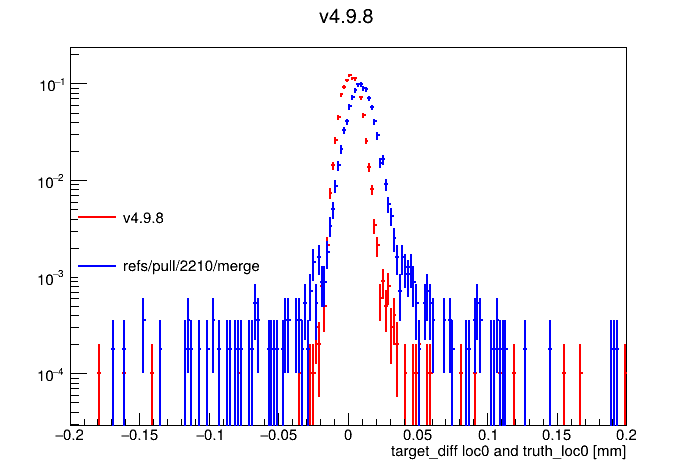 v4.9.8
10⁻¹
10⁻²
v4.9.8
refs/pull/2210/merge
10⁻³
10⁻⁴
−0.2 −0.15 −0.1 −0.05 0 0.05 0.1 0.15 0.2
target_diff loc0 and truth_loc0 [mm]